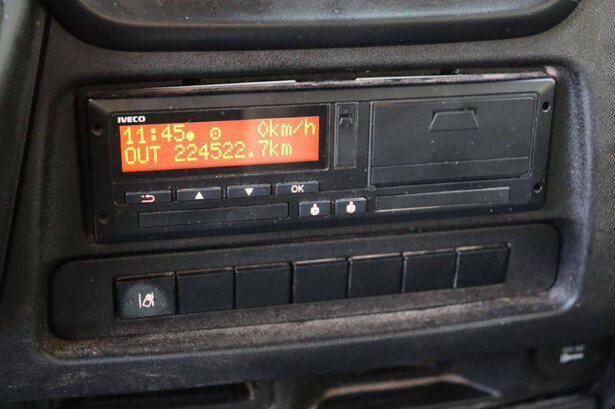 IVECO
11:45● ⊙ 0km/h
OUT 224522.7km
OK